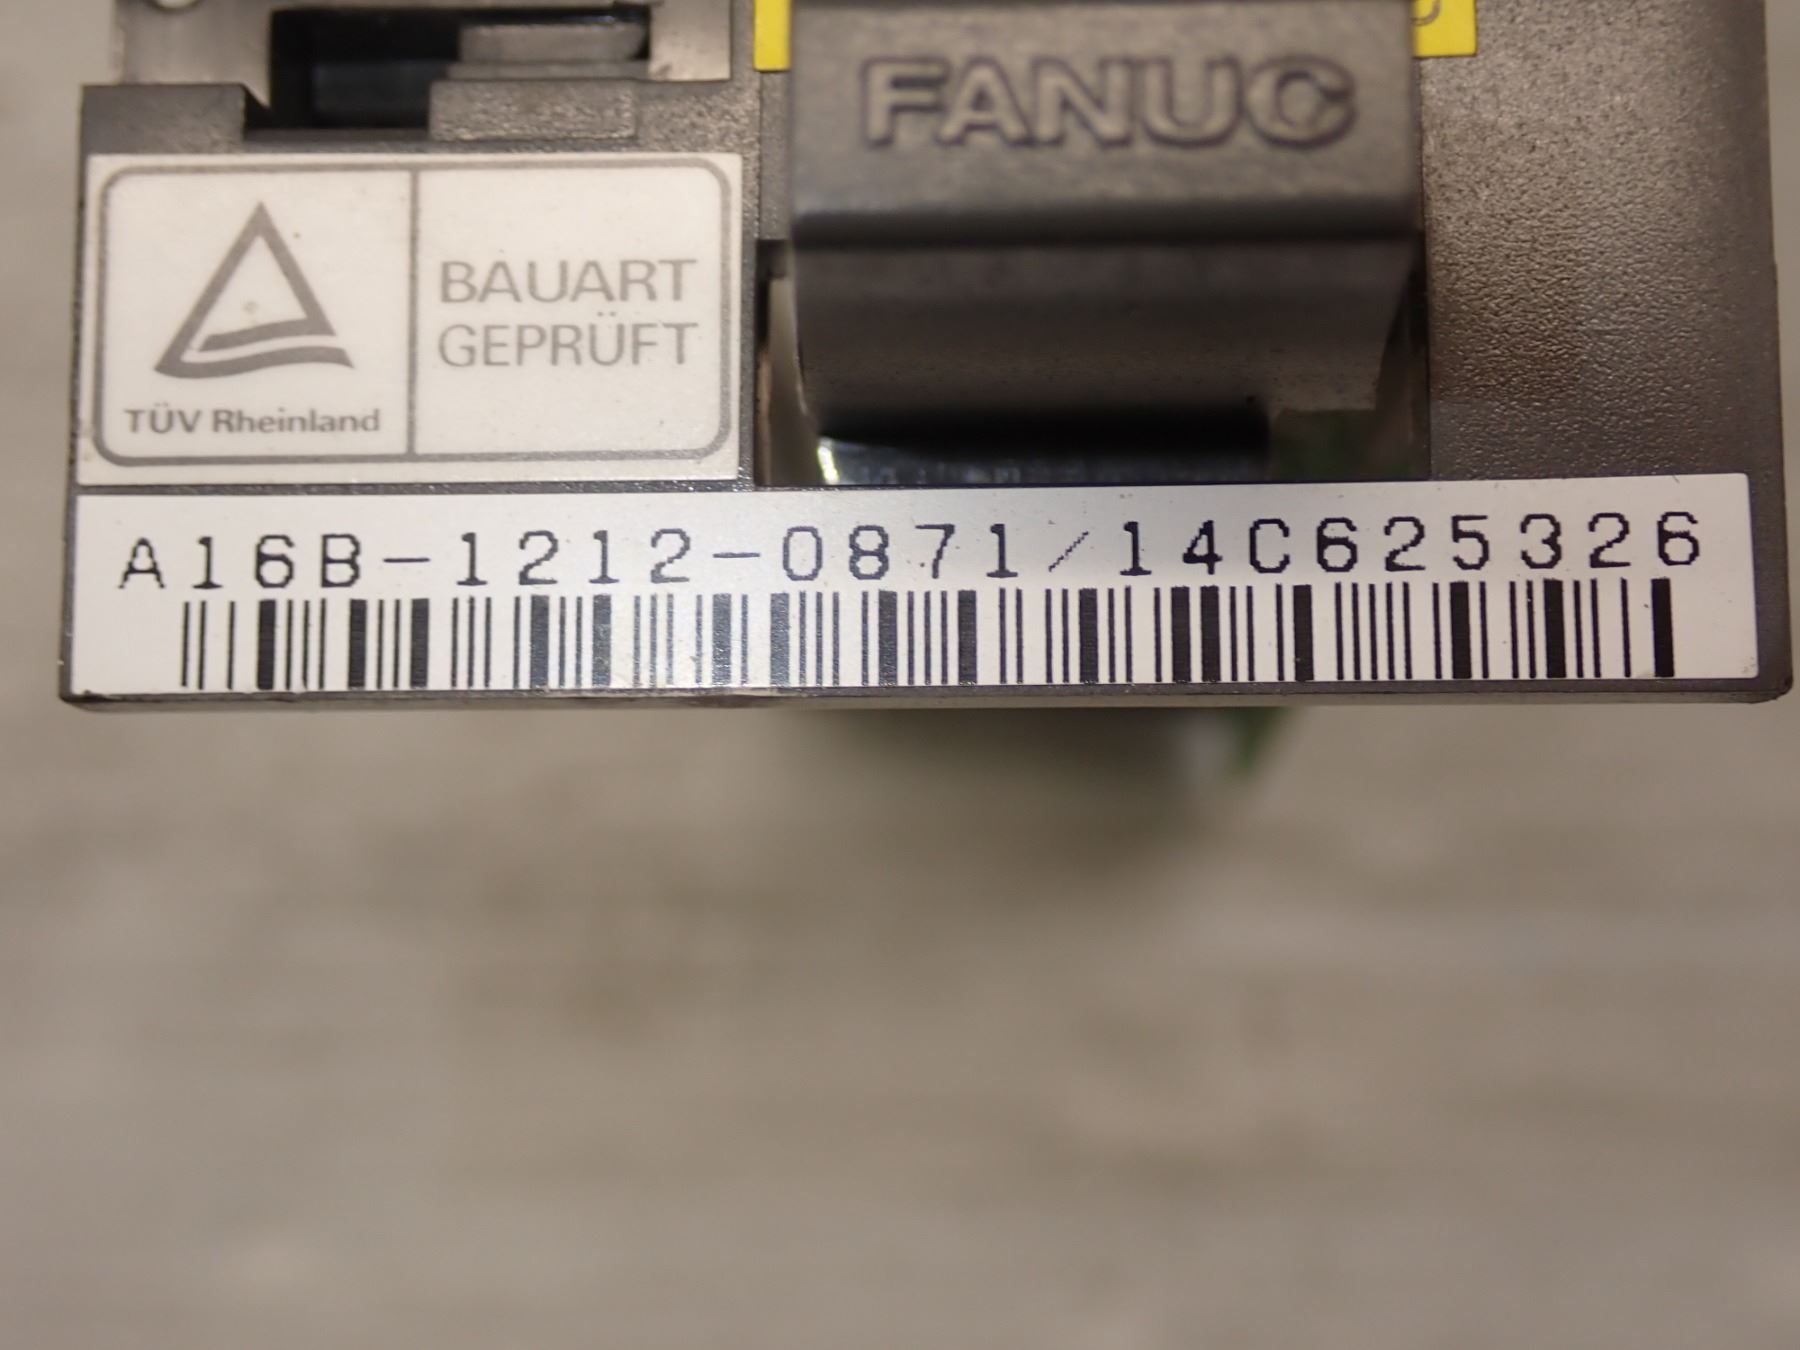 FANUC
BAUART
GEPRÜFT
TÜV Rheinland
A16B-1212-0871/14C625326